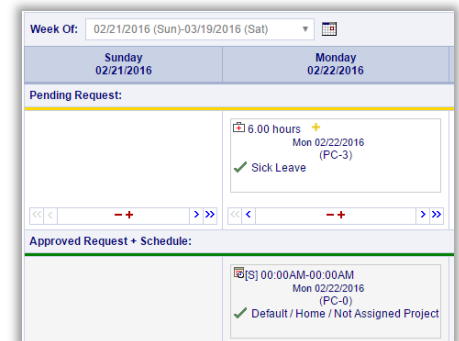 Week Of: 02/21/2016 (Sun)-03/19/2016 (Sat)
Sunday
02/21/2016
Monday
02/22/2016
Pending Request:
6.00 hours
Mon 02/22/2016
(PC-3)
Sick Leave
<< < -+ > >> << < -+ > >>
Approved Request + Schedule:
[S] 00:00AM-00:00AM
Mon 02/22/2016
(PC-0)
Default / Home / Not Assigned Project